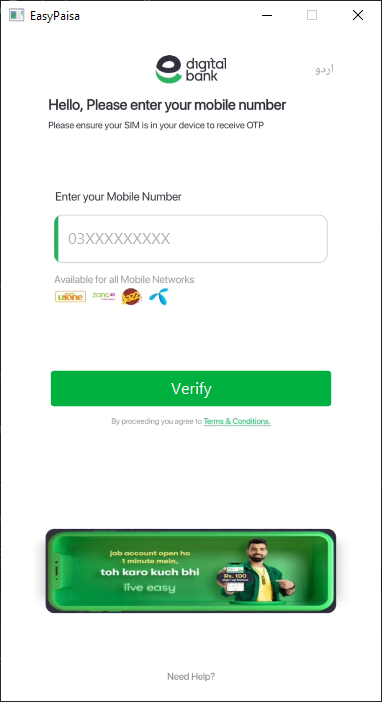 EasyPaisa
digital
bank
اردو
Hello, Please enter your mobile number
Please ensure your SIM is in your device to receive OTP
Enter your Mobile Number
03XXXXXXXXX
Available for all Mobile Networks
ufone
zong
Jazz
Verify
By proceeding you agree to Terms & Conditions.
job account open ho
1 minute mein,
toh karo kuch bhi
live easy
Rs. 100
Need Help?